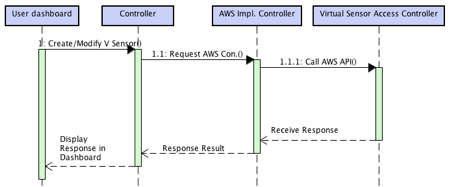 User dashboard
Controller
AWS Impl. Controller
Virtual Sensor Access Controller
1: Create/Modify V Sensor()
1.1: Request AWS Con.()
1.1.1: Call AWS API()
Receive Response
Response Result
Display
Response in
Dashboard